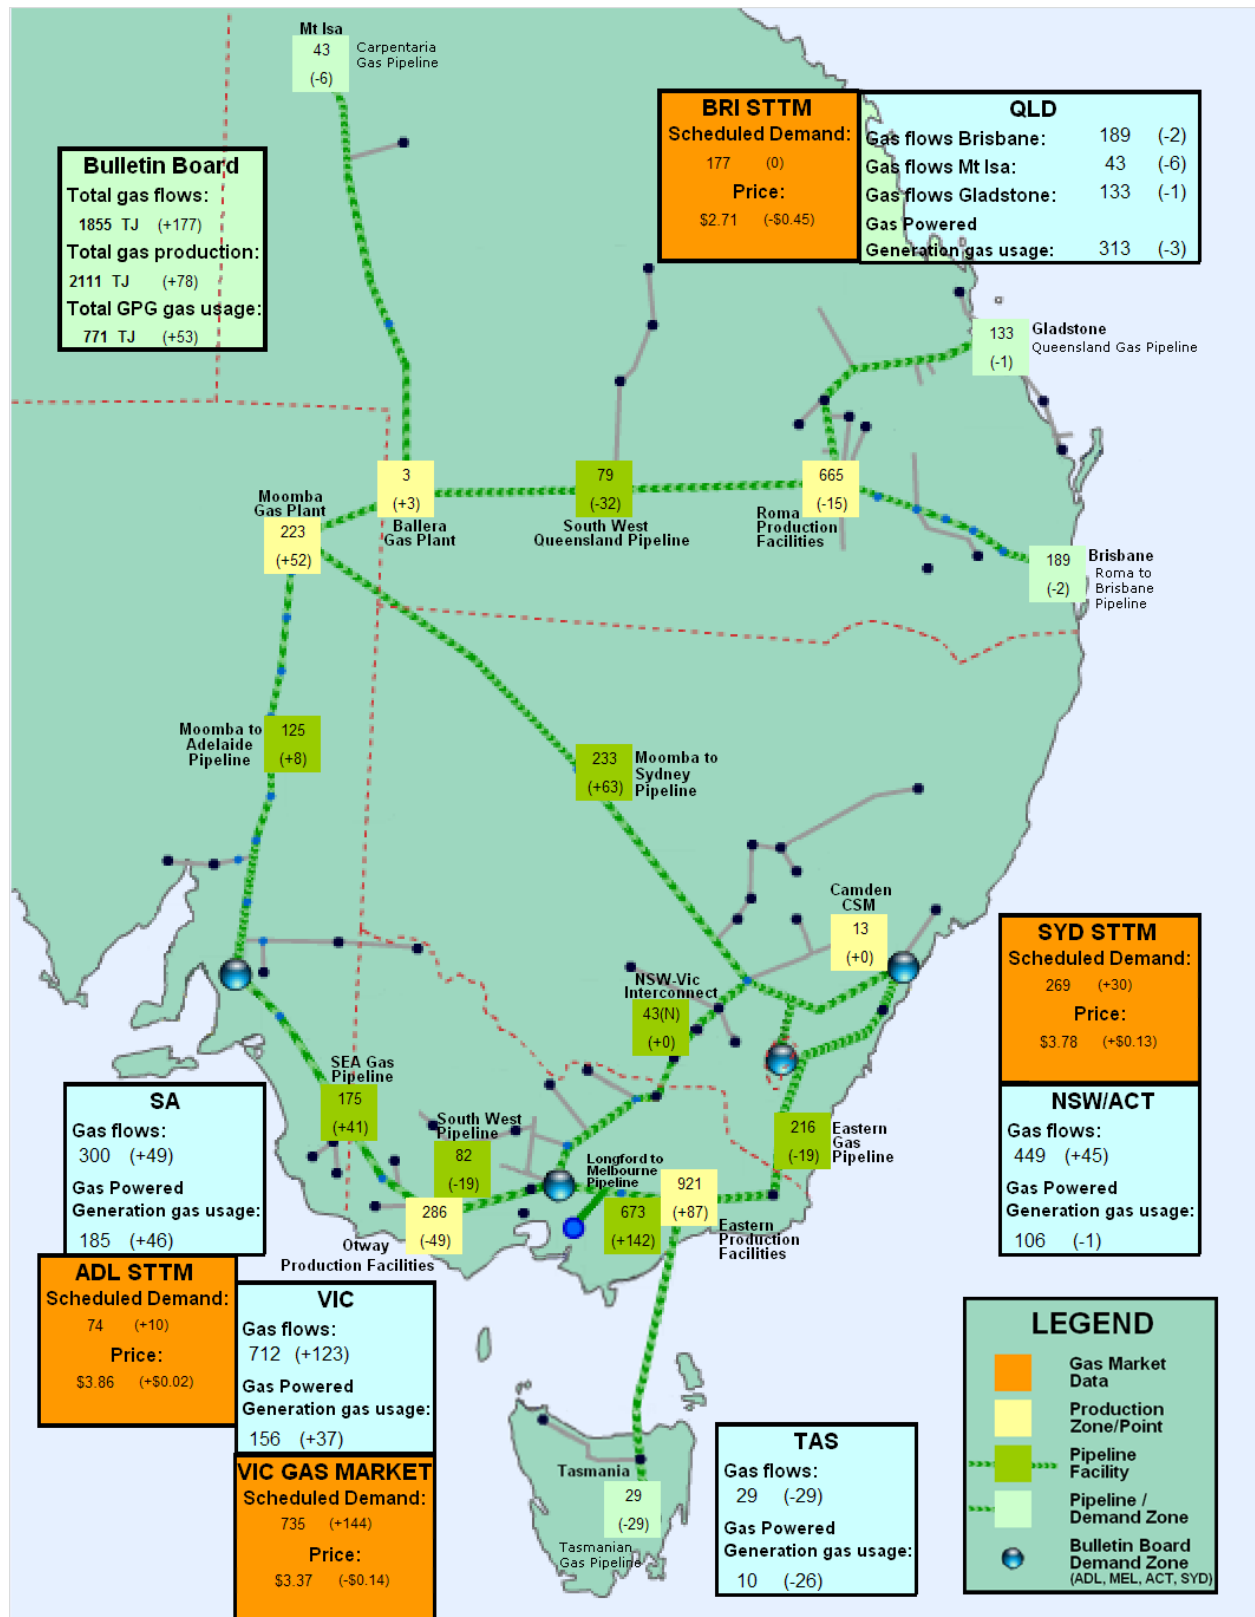 Mt Isa
43
(-6)
Carpentaria
Gas Pipeline
Bulletin Board
Total gas flows:
1855 TJ (+177)
Total gas production:
2111 TJ (+78)
Total GPG gas usage:
771 TJ (+53)
BRI STTM
Scheduled Demand:
177 (0)
Price:
$2.71 (-$0.45)
QLD
Gas flows Brisbane: 189 (-2)
Gas flows Mt Isa: 43 (-6)
Gas flows Gladstone: 133 (-1)
Gas Powered
Generation gas usage: 313 (-3)
133
(-1)
Gladstone
Queensland Gas Pipeline
Moomba
Gas Plant
223
(+52)
3
(+3)
Ballera
Gas Plant
79
(-32)
South West
Queensland Pipeline
665
(-15)
Roma
Production
Facilities
189
(-2)
Brisbane
Roma to
Brisbane
Pipeline
Moomba to
Adelaide
Pipeline
125
(+8)
233
(+63)
Moomba to
Sydney
Pipeline
Camden
CSM
13
(+0)
NSW-Vic
Interconnect
43(N)
(+0)
SYD STTM
Scheduled Demand:
269 (+30)
Price:
$3.78 (+$0.13)
NSW/ACT
Gas flows:
449 (+45)
Gas Powered
Generation gas usage:
106 (-1)
SEA Gas
Pipeline
175
(+41)
South West
Pipeline
82
(-19)
Longford to
Melbourne
Pipeline
673
(+142)
921
(+87)
Eastern
Production
Facilities
216
(-19)
Eastern
Gas
Pipeline
286
(-49)
Otway
Production Facilities
SA
Gas flows:
300 (+49)
Gas Powered
Generation gas usage:
185 (+46)
ADL STTM
Scheduled Demand:
74 (+10)
Price:
$3.86 (+$0.02)
VIC
Gas flows:
712 (+123)
Gas Powered
Generation gas usage:
156 (+37)
VIC GAS MARKET
Scheduled Demand:
735 (+144)
Price:
$3.37 (-$0.14)
Tasmania
29
(-29)
Tasmanian
Gas Pipeline
TAS
Gas flows:
29 (-29)
Gas Powered
Generation gas usage:
10 (-26)
LEGEND
Gas Market
Data
Production
Zone/Point
Pipeline
Facility
Pipeline /
Demand Zone
Bulletin Board
Demand Zone
(ADL, MEL, ACT, SYD)